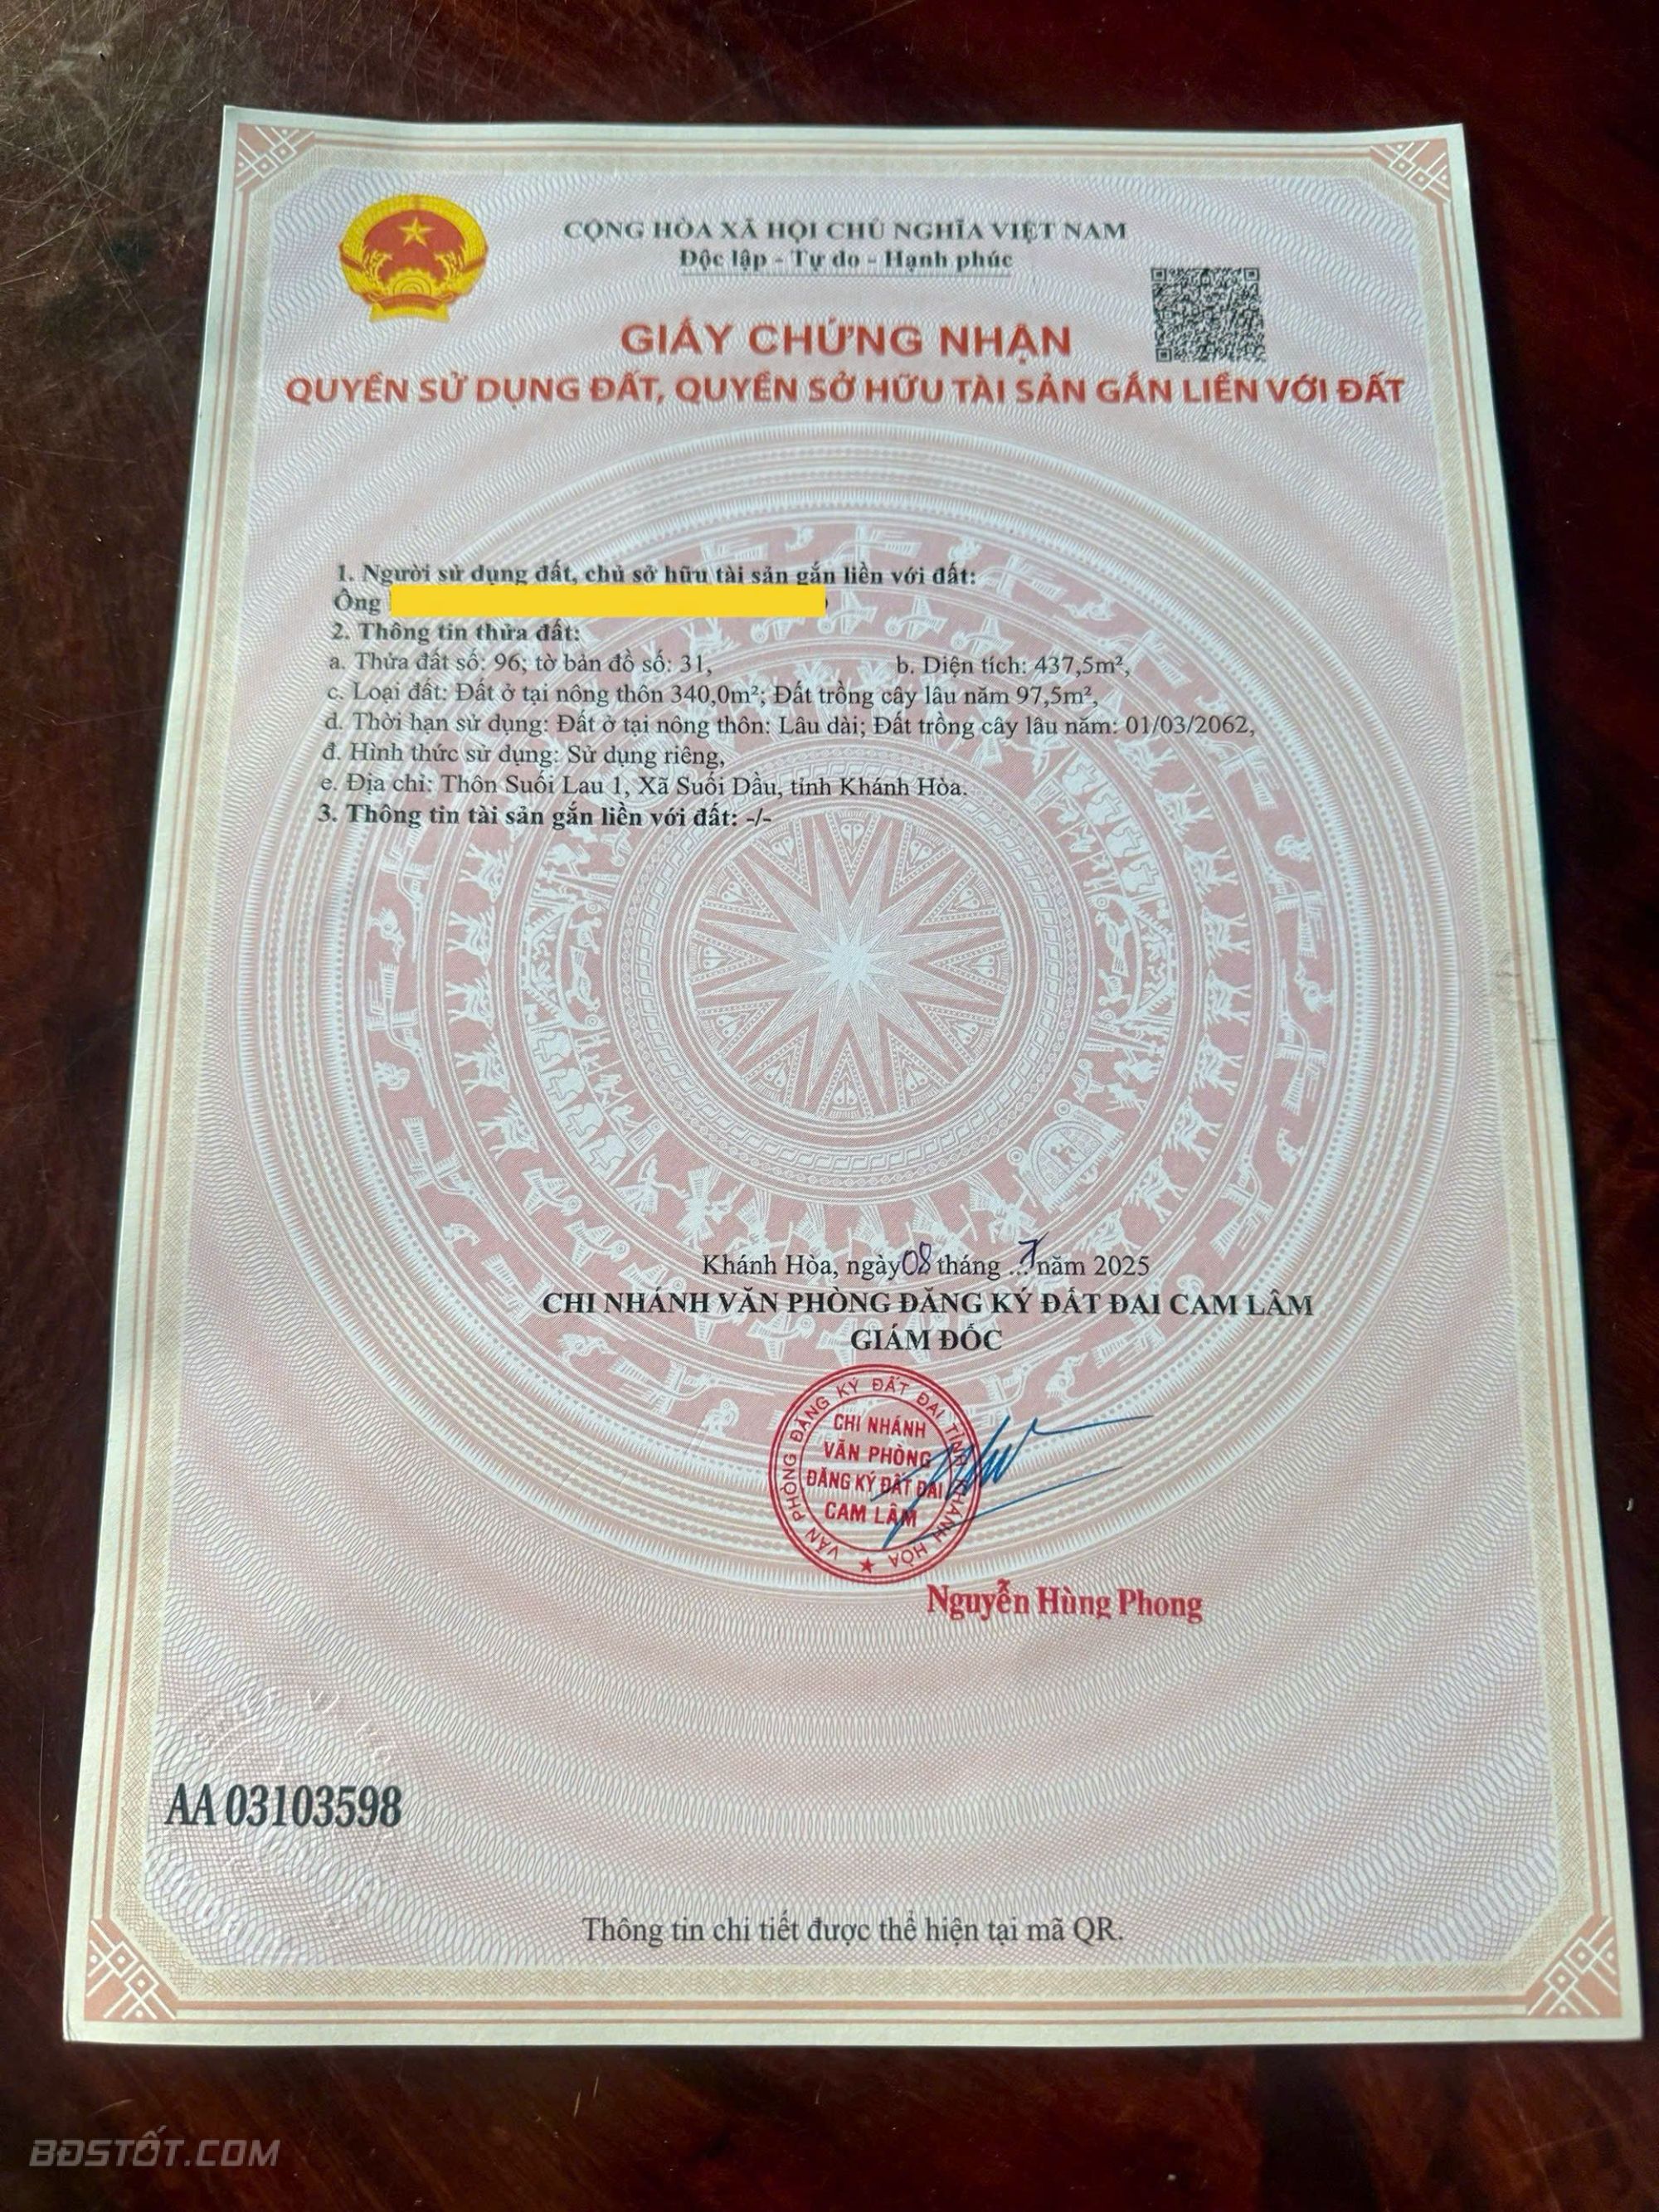 CỘNG HÒA XÃ HỘI CHỦ NGHĨA VIỆT NAM
Độc lập - Tự do - Hạnh phúc
GIẤY CHỨNG NHẬN
QUYỀN SỬ DỤNG ĐẤT, QUYỀN SỞ HỮU TÀI SẢN GẮN LIỀN VỚI ĐẤT
1. Người sử dụng đất, chủ sở hữu tài sản gắn liền với đất:
Ông
2. Thông tin thửa đất:
a. Thửa đất số: 96; tờ bản đồ số: 31, b. Diện tích: 437,5m²,
c. Loại đất: Đất ở tại nông thôn 340,0m²; Đất trồng cây lâu năm 97,5m²,
d. Thời hạn sử dụng: Đất ở tại nông thôn: Lâu dài; Đất trồng cây lâu năm: 01/03/2062,
đ. Hình thức sử dụng: Sử dụng riêng,
e. Địa chỉ: Thôn Suối Lau 1, Xã Suối Dầu, tỉnh Khánh Hòa.
3. Thông tin tài sản gắn liền với đất: -/-
Khánh Hòa, ngày 08 tháng ..7 năm 2025
CHI NHÁNH VĂN PHÒNG ĐĂNG KÝ ĐẤT ĐAI CAM LÂM
GIÁM ĐỐC
VĂN PHÒNG ĐĂNG KÝ ĐẤT ĐAI TỈNH KHÁNH HÒA
CHI NHÁNH
VĂN PHÒNG
ĐĂNG KÝ ĐẤT ĐAI
CAM LÂM
Nguyễn Hùng Phong
AA 03103598
Thông tin chi tiết được thể hiện tại mã QR.
BĐSTỐT.COM